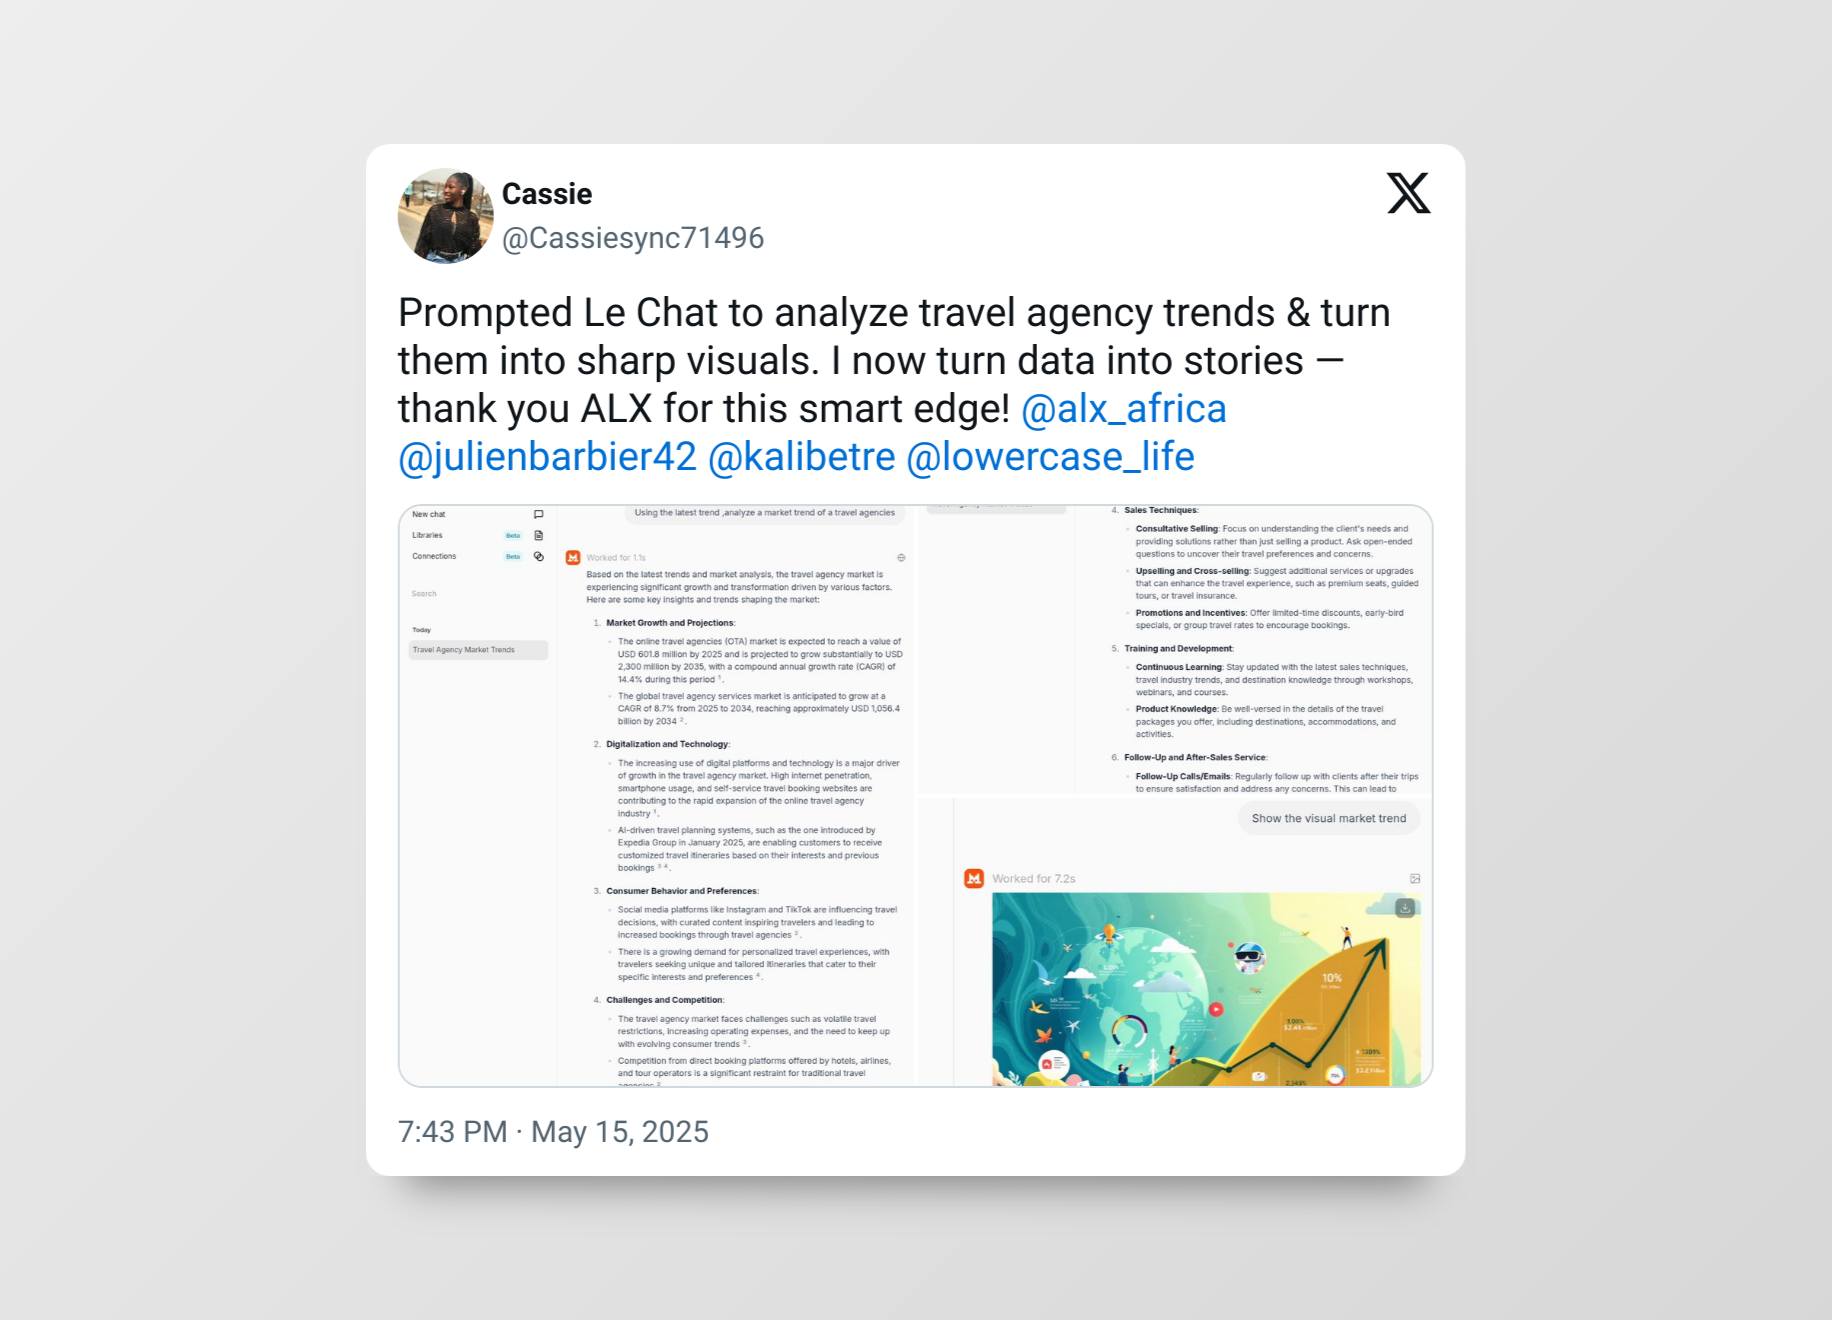 Cassie
@Cassiesync71496
Prompted Le Chat to analyze travel agency trends & turn
them into sharp visuals. I now turn data into stories —
thank you ALX for this smart edge! @alx_africa
@julienbarbier42 @kalibetre @lowercase_life
New chat
Libraries Beta
Connections Beta
Search
Today
Travel Agency Market Trends
Using the latest trend ,analyze a market trend of a travel agencies
Worked for 1.1s
Based on the latest trends and market analysis, the travel agency market is
experiencing significant growth and transformation driven by various factors.
Here are some key insights and trends shaping the market:
1. Market Growth and Projections:
The online travel agencies (OTA) market is expected to reach a value of
USD 601.8 million by 2025 and is projected to grow substantially to USD
2,300 million by 2035, with a compound annual growth rate (CAGR) of
14.4% during this period 1.
The global travel agency services market is anticipated to grow at a
CAGR of 8.7% from 2025 to 2034, reaching approximately USD 1,056.4
billion by 2034 2.
2. Digitalization and Technology:
The increasing use of digital platforms and technology is a major driver
of growth in the travel agency market. High internet penetration,
smartphone usage, and self-service travel booking websites are
contributing to the rapid expansion of the online travel agency
industry 1.
AI-driven travel planning systems, such as the one introduced by
Expedia Group in January 2025, are enabling customers to receive
customized travel itineraries based on their interests and previous
bookings 3 4.
3. Consumer Behavior and Preferences:
Social media platforms like Instagram and TikTok are influencing travel
decisions, with curated content inspiring travelers and leading to
increased bookings through travel agencies 3.
There is a growing demand for personalized travel experiences, with
travelers seeking unique and tailored itineraries that cater to their
specific interests and preferences 4.
4. Challenges and Competition:
The travel agency market faces challenges such as volatile travel
restrictions, increasing operating expenses, and the need to keep up
with evolving consumer trends 3.
Competition from direct booking platforms offered by hotels, airlines,
and tour operators is a significant restraint for traditional travel
agencies 2.
4. Sales Techniques:
Consultative Selling: Focus on understanding the client's needs and
providing solutions rather than just selling a product. Ask open-ended
questions to uncover their travel preferences and concerns.
Upselling and Cross-selling: Suggest additional services or upgrades
that can enhance the travel experience, such as premium seats, guided
tours, or travel insurance.
Promotions and Incentives: Offer limited-time discounts, early-bird
specials, or group travel rates to encourage bookings.
5. Training and Development:
Continuous Learning: Stay updated with the latest sales techniques,
travel industry trends, and destination knowledge through workshops,
webinars, and courses.
Product Knowledge: Be well-versed in the details of the travel
packages you offer, including destinations, accommodations, and
activities.
6. Follow-Up and After-Sales Service:
Follow-Up Calls/Emails: Regularly follow up with clients after their trips
to ensure satisfaction and address any concerns. This can lead to
Show the visual market trend
Worked for 7.2s
10%
7:43 PM · May 15, 2025